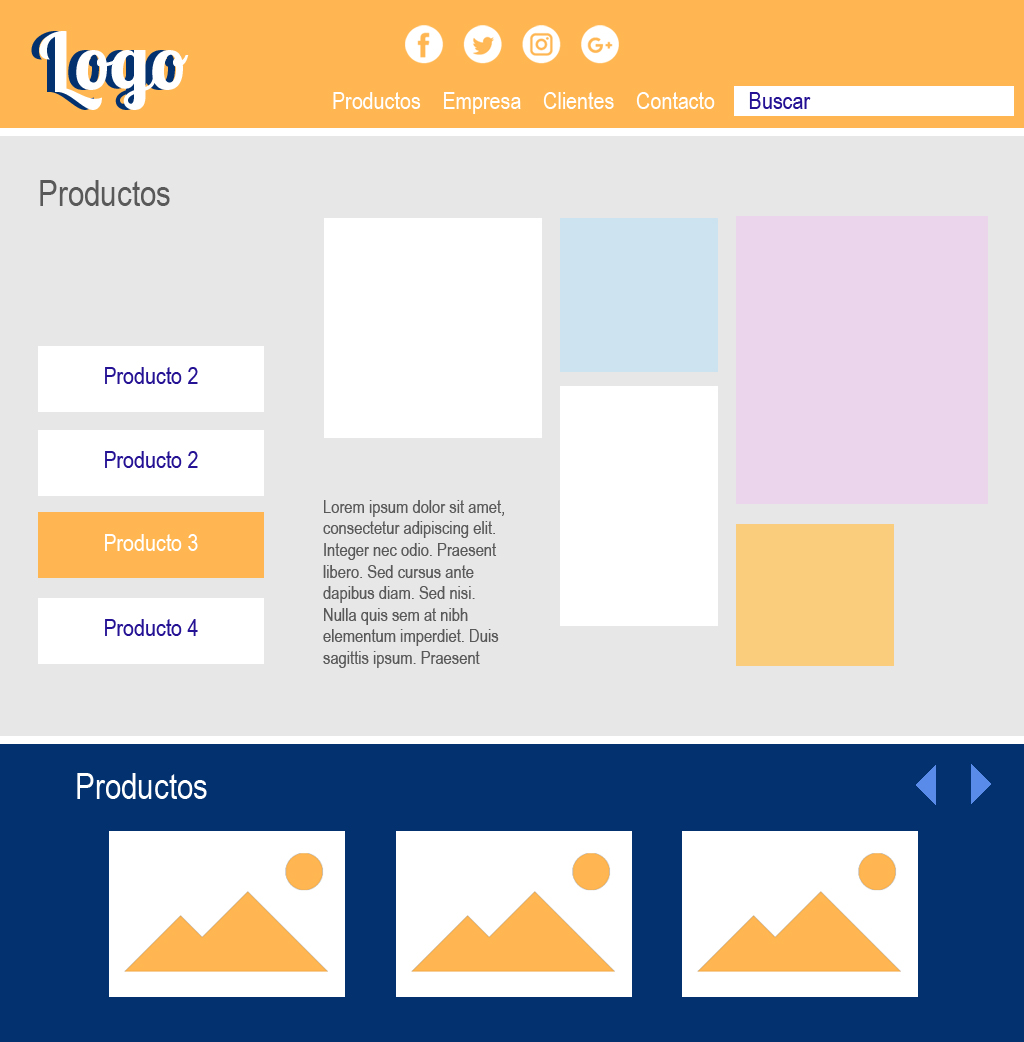 Logo
Productos Empresa Clientes Contacto Buscar
Productos
Producto 2
Producto 2
Producto 3
Producto 4
Lorem ipsum dolor sit amet,
consectetur adipiscing elit.
Integer nec odio. Praesent
libero. Sed cursus ante
dapibus diam. Sed nisi.
Nulla quis sem at nibh
elementum imperdiet. Duis
sagittis ipsum. Praesent
Productos